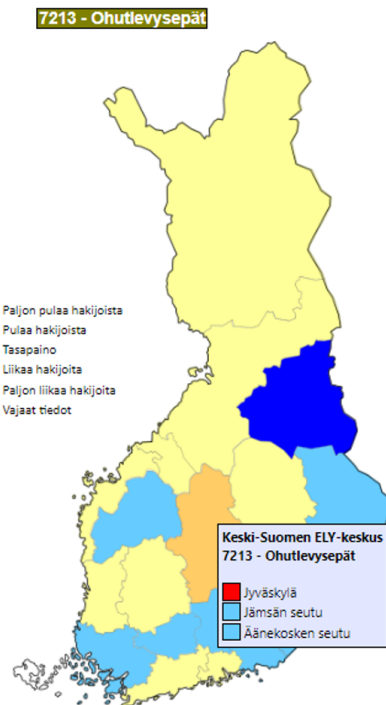 7213 - Ohutlevysepät
Paljon pulaa hakijoista
Pulaa hakijoista
Tasapaino
Liikaa hakijoita
Paljon liikaa hakijoita
Vajaat tiedot
Keski-Suomen ELY-keskus
7213 - Ohutlevysepät
Jyväskylä
Jämsän seutu
Äänekosken seutu